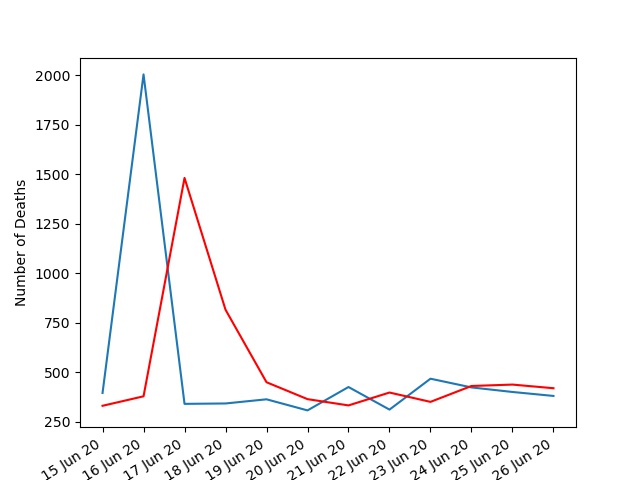 Number of Deaths
2000
1750
1500
1250
1000
750
500
250
15 Jun 20
16 Jun 20
17 Jun 20
18 Jun 20
19 Jun 20
20 Jun 20
21 Jun 20
22 Jun 20
23 Jun 20
24 Jun 20
25 Jun 20
26 Jun 20